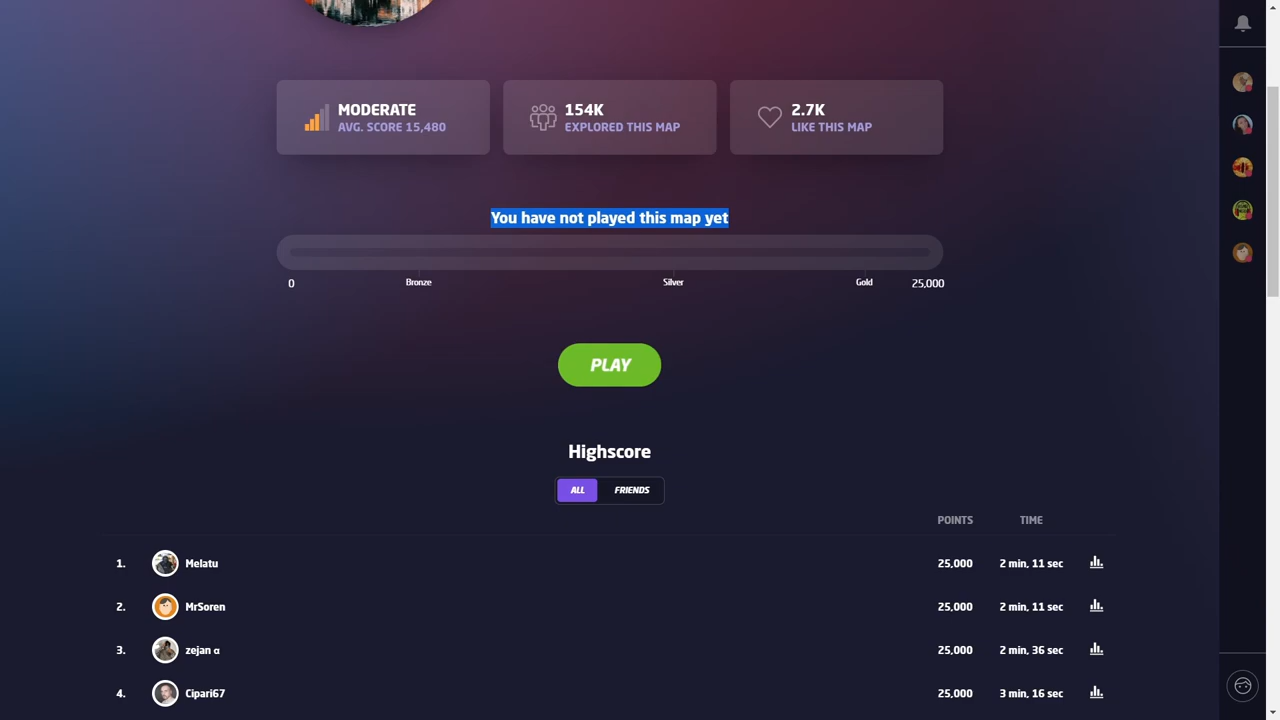 MODERATE
AVG. SCORE 15,480
154K
EXPLORED THIS MAP
2.7K
LIKE THIS MAP
You have not played this map yet
0
Bronze
Silver
Gold
25,000
PLAY
Highscore
ALL FRIENDS
POINTS TIME
1. Melatu 25,000 2 min, 11 sec
2. MrSoren 25,000 2 min, 11 sec
3. zejan α 25,000 2 min, 36 sec
4. Cipari67 25,000 3 min, 16 sec